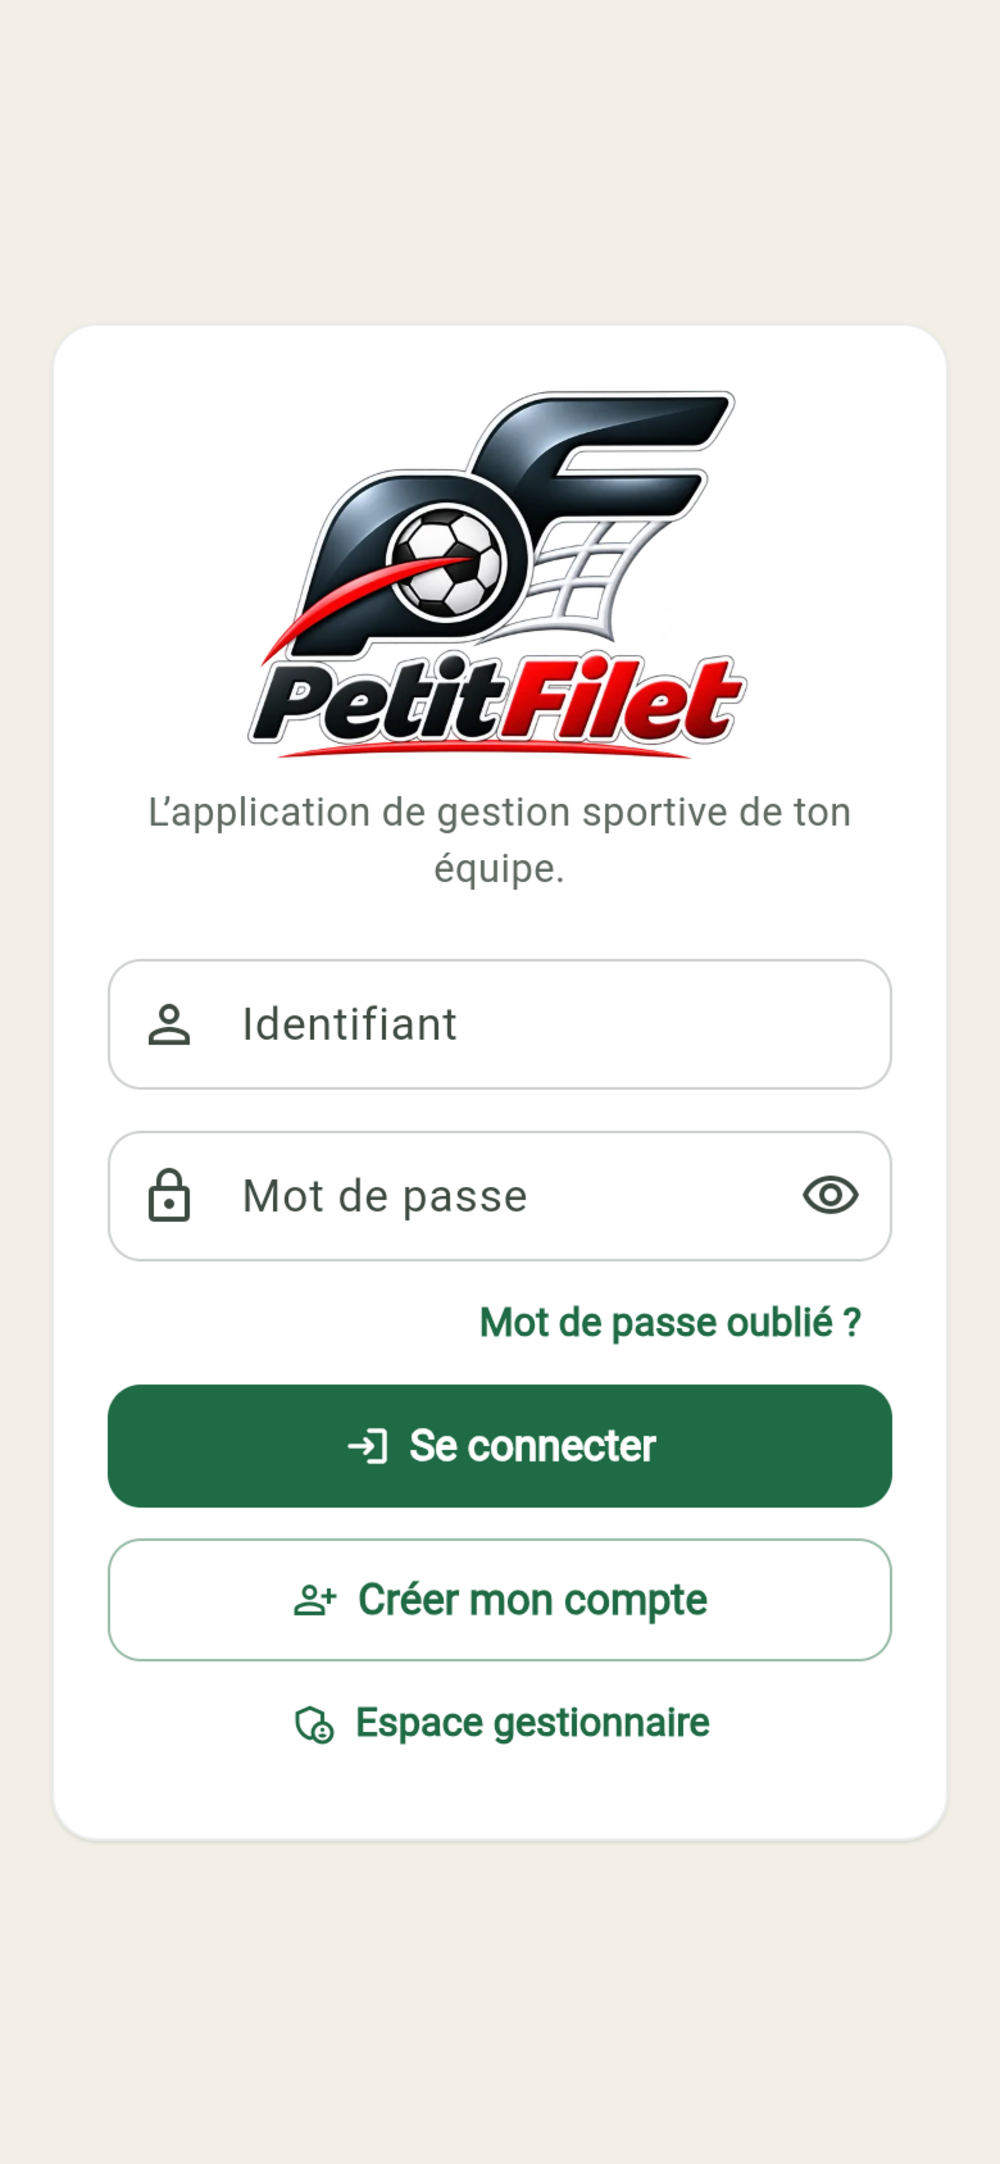 PF
PetitFilet
L’application de gestion sportive de ton
équipe.
Identifiant
Mot de passe
Mot de passe oublié ?
Se connecter
Créer mon compte
Espace gestionnaire